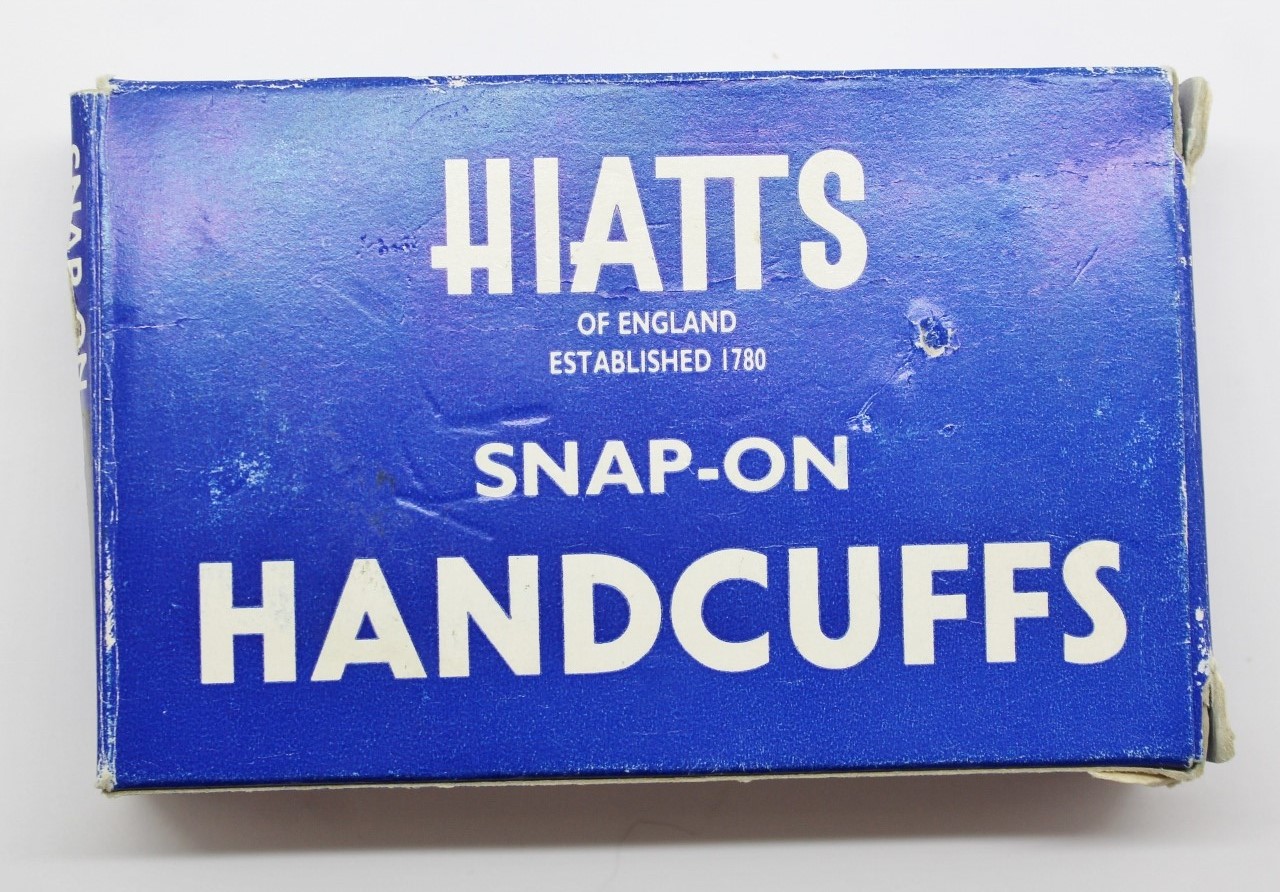 HIATTS
OF ENGLAND
ESTABLISHED 1780
SNAP-ON
HANDCUFFS
SNAP-ON